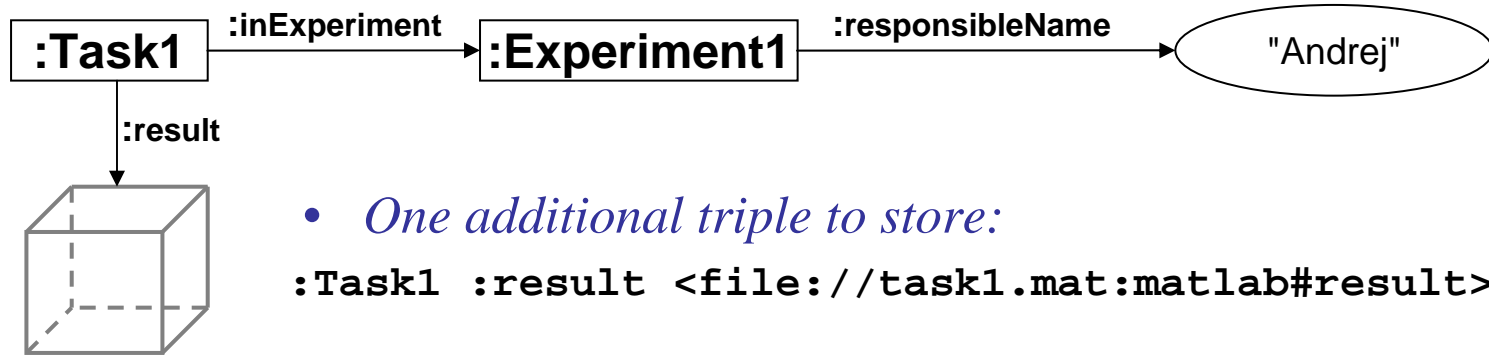 :Task1 :inExperiment :Experiment1 :responsibleName "Andrej"
:result
• One additional triple to store:
:Task1 :result <file://task1.mat:matlab#result>